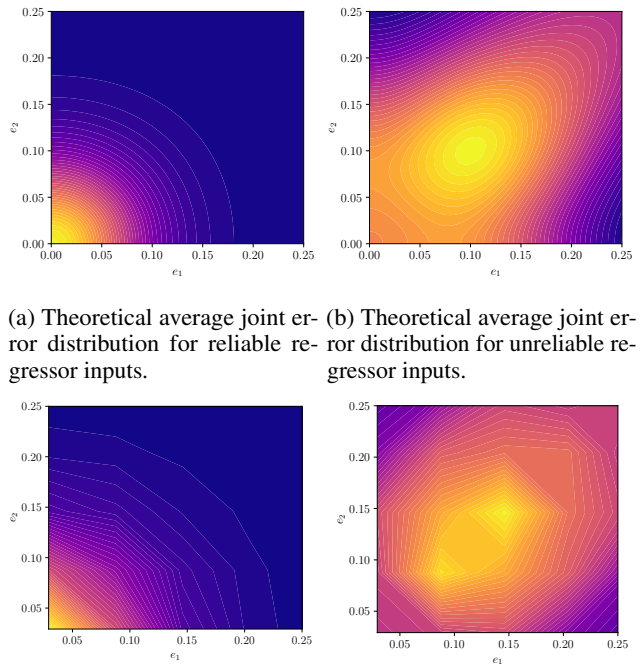 0.25
0.20
0.15
0.10
0.05
0.00
e₂
0.00 0.05 0.10 0.15 0.20 0.25
e₁
0.25
0.20
0.15
0.10
0.05
0.00
e₂
0.00 0.05 0.10 0.15 0.20 0.25
e₁
(a) Theoretical average joint er-
ror distribution for reliable re-
gressor inputs.
(b) Theoretical average joint er-
ror distribution for unreliable re-
gressor inputs.
0.25
0.20
0.15
0.10
0.05
e₂
0.05 0.10 0.15 0.20 0.25
e₁
0.25
0.20
0.15
0.10
0.05
e₂
0.05 0.10 0.15 0.20 0.25
e₁